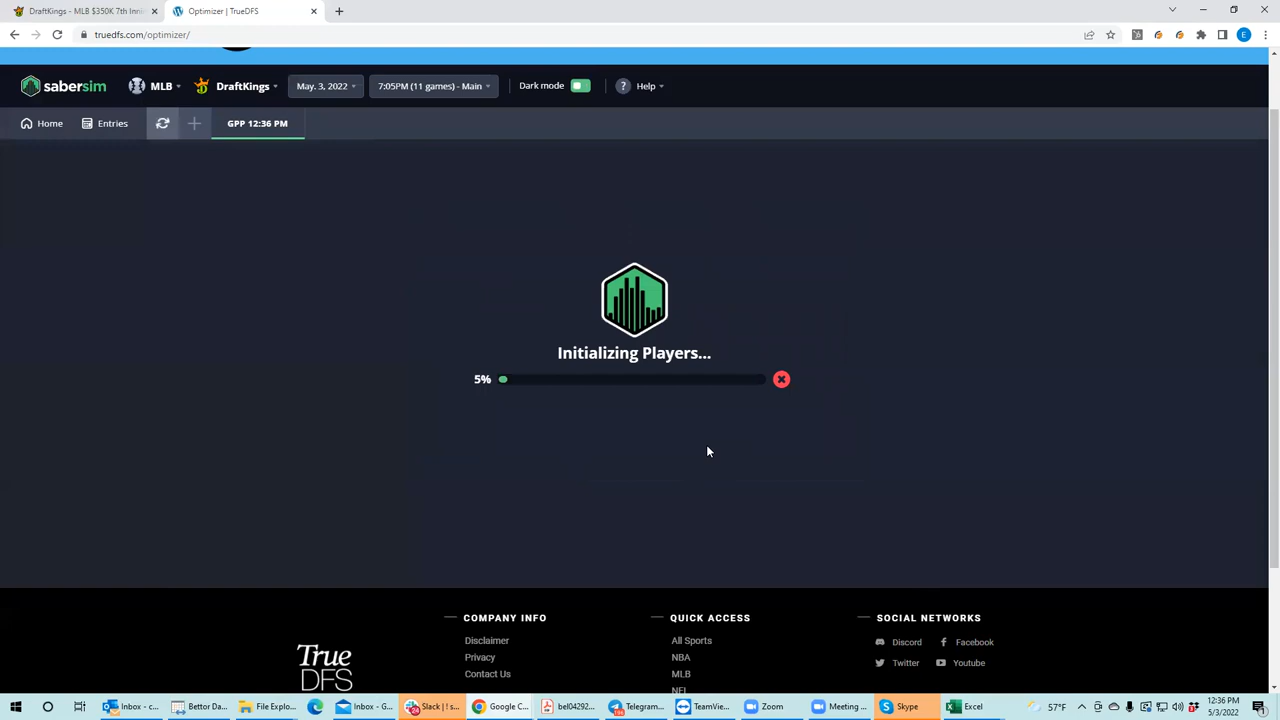 DraftKings - MLB $350K 7th Inni
Optimizer | TrueDFS
truedfs.com/optimizer/
E
sabersim
MLB
DraftKings
May. 3, 2022
7:05PM (11 games) - Main
Dark mode
? Help
Home
Entries
GPP 12:36 PM
Initializing Players...
5%
COMPANY INFO
QUICK ACCESS
SOCIAL NETWORKS
Disclaimer
All Sports
Discord
Facebook
Privacy
NBA
Twitter
Youtube
Contact Us
MLB
NFL
True
DFS
Inbox - c...
Bettor Da...
File Explo...
Inbox - G...
Slack | ! s...
Google C...
bel04292...
Telegram...
TeamVie...
Zoom
Meeting ...
Skype
Excel
57°F
12:36 PM
5/3/2022